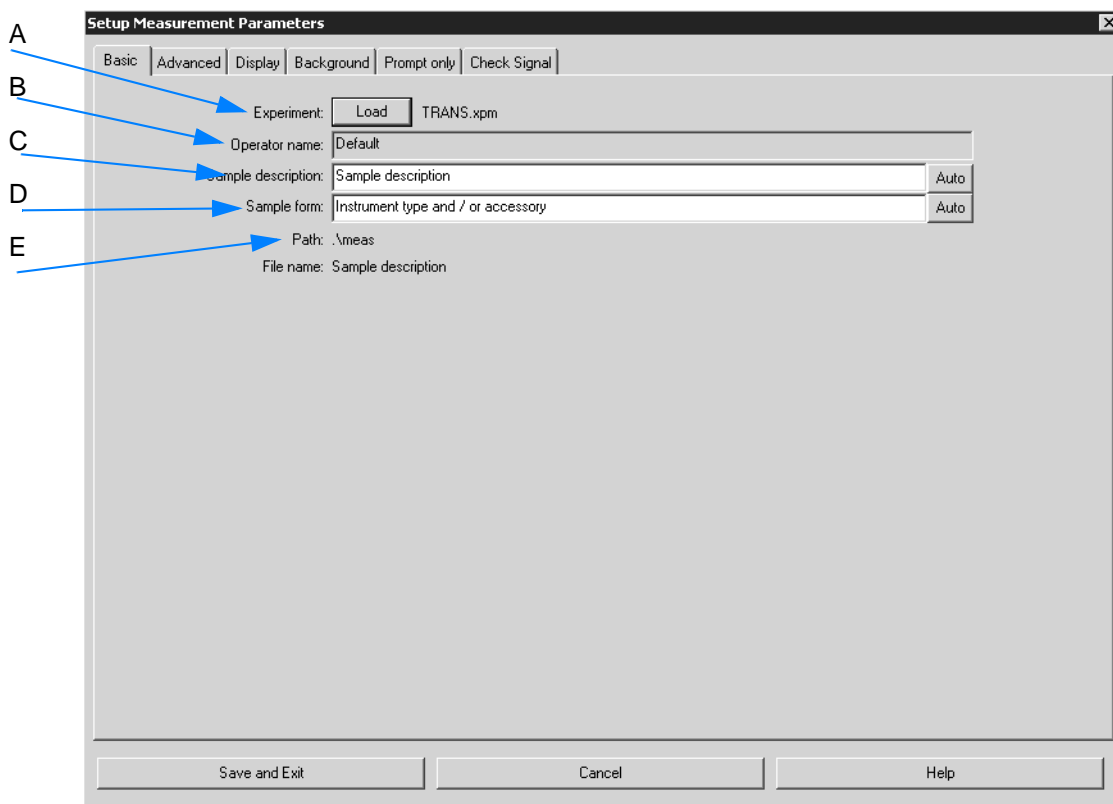 Setup Measurement Parameters
A
Basic Advanced Display Background Prompt only Check Signal
B
Experiment: Load TRANS.xpm
C
Operator name: Default
Sample description: Sample description Auto
D
Sample form: Instrument type and / or accessory Auto
E
Path: .\meas
File name: Sample description
Save and Exit Cancel Help